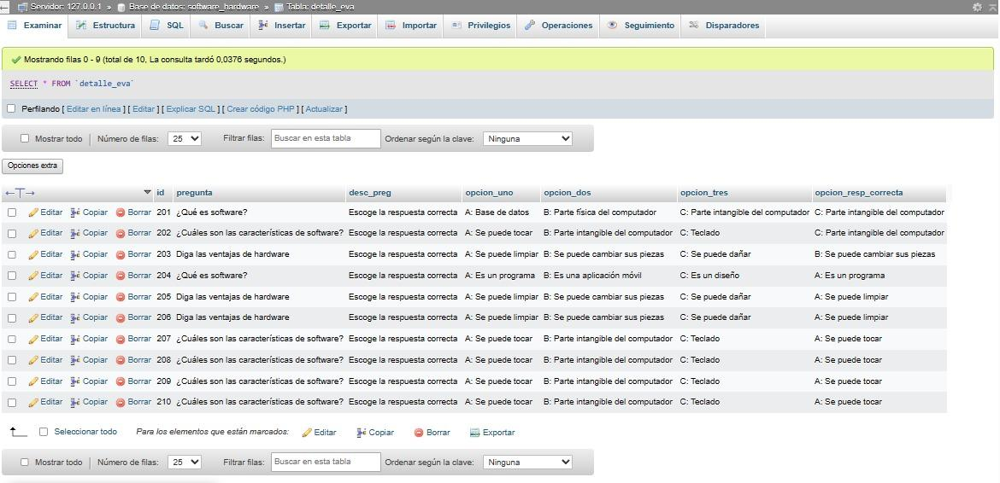 Servidor: 127.0.0.1 » Base de datos: software_hardware » Tabla: detalle_eva
Examinar Estructura SQL Buscar Insertar Exportar Importar Privilegios Operaciones Seguimiento Disparadores
Mostrando filas 0 - 9 (total de 10, La consulta tardó 0,0376 segundos.)
SELECT * FROM `detalle_eva`
Perfilando [ Editar en línea ] [ Editar ] [ Explicar SQL ] [ Crear código PHP ] [ Actualizar ]
Mostrar todo | Número de filas: 25 Filtrar filas: Buscar en esta tabla Ordenar según la clave: Ninguna
Opciones extra
←T→ id pregunta desc_preg opcion_uno opcion_dos opcion_tres opcion_resp_correcta
Editar Copiar Borrar 201 ¿Qué es software? Escoge la respuesta correcta A: Base de datos B: Parte física del computador C: Parte intangible del computador C: Parte intangible del computador
Editar Copiar Borrar 202 ¿Cuáles son las características de software? Escoge la respuesta correcta A: Se puede tocar B: Parte intangible del computador C: Teclado C: Parte intangible del computador
Editar Copiar Borrar 203 Diga las ventajas de hardware Escoge la respuesta correcta A: Se puede limpiar B: Se puede cambiar sus piezas C: Se puede dañar B: Se puede cambiar sus piezas
Editar Copiar Borrar 204 ¿Qué es software? Escoge la respuesta correcta A: Es un programa B: Es una aplicación móvil C: Es un diseño A: Es un programa
Editar Copiar Borrar 205 Diga las ventajas de hardware Escoge la respuesta correcta A: Se puede limpiar B: Se puede cambiar sus piezas C: Se puede dañar A: Se puede limpiar
Editar Copiar Borrar 206 Diga las ventajas de hardware Escoge la respuesta correcta A: Se puede limpiar B: Se puede cambiar sus piezas C: Se puede dañar A: Se puede limpiar
Editar Copiar Borrar 207 ¿Cuáles son las características de software? Escoge la respuesta correcta A: Se puede tocar B: Parte intangible del computador C: Teclado A: Se puede tocar
Editar Copiar Borrar 208 ¿Cuáles son las características de software? Escoge la respuesta correcta A: Se puede tocar B: Parte intangible del computador C: Teclado A: Se puede tocar
Editar Copiar Borrar 209 ¿Cuáles son las características de software? Escoge la respuesta correcta A: Se puede tocar B: Parte intangible del computador C: Teclado A: Se puede tocar
Editar Copiar Borrar 210 ¿Cuáles son las características de software? Escoge la respuesta correcta A: Se puede tocar B: Parte intangible del computador C: Teclado A: Se puede tocar
Seleccionar todo Para los elementos que están marcados: Editar Copiar Borrar Exportar
Mostrar todo | Número de filas: 25 Filtrar filas: Buscar en esta tabla Ordenar según la clave: Ninguna